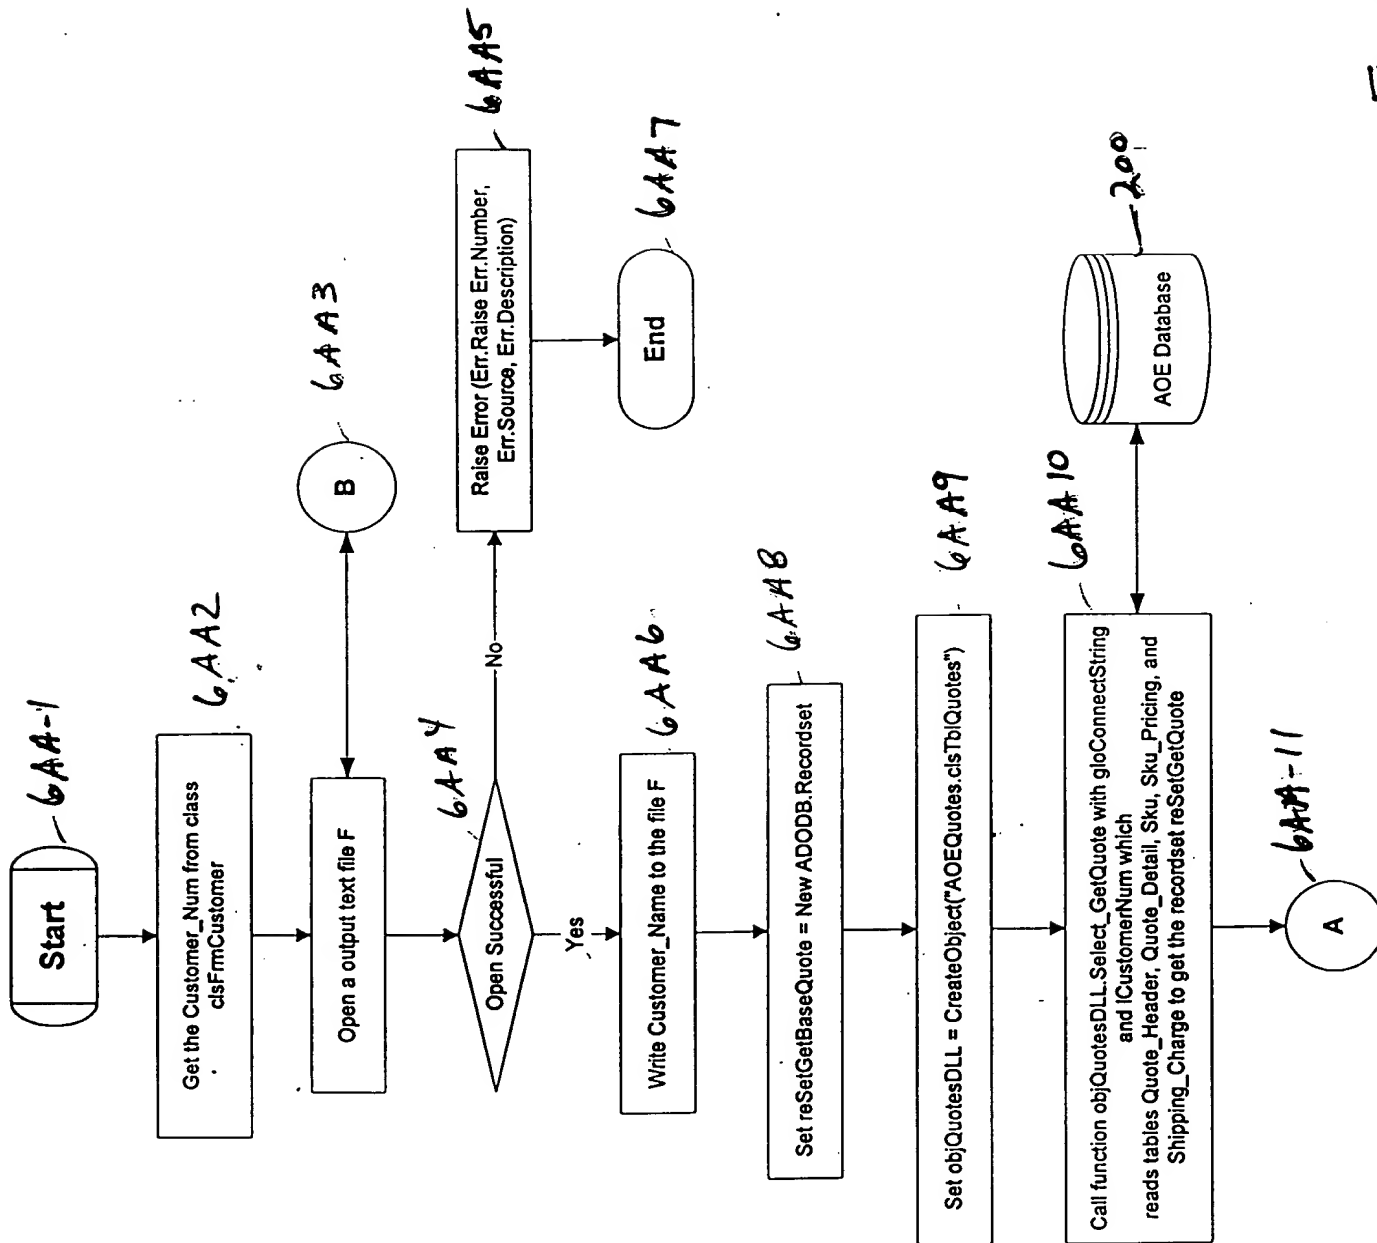 Start
6AA-1
Get the Customer_Num from class
clsFrmCustomer
6AA2
Open a output text file F
B
6AA3
Open Successful
6AA4
No
Raise Error (Err.Raise Err.Number,
Err.Source, Err.Description)
6AA5
End
6AA7
Yes
Write Customer_Name to the file F
6AA6
Set reSetGetBaseQuote = New ADODB.Recordset
6AA8
Set objQuotesDLL = CreateObject("AOEQuotes.clsTblQuotes")
6AA9
Call function objQuotesDLL.Select_GetQuote with gloConnectString
and lCustomerNum which
reads tables Quote_Header, Quote_Detail, Sku, Sku_Pricing, and
Shipping_Charge to get the recordset reSetGetQuote
6AA10
AOE Database
200
A
6AA-11